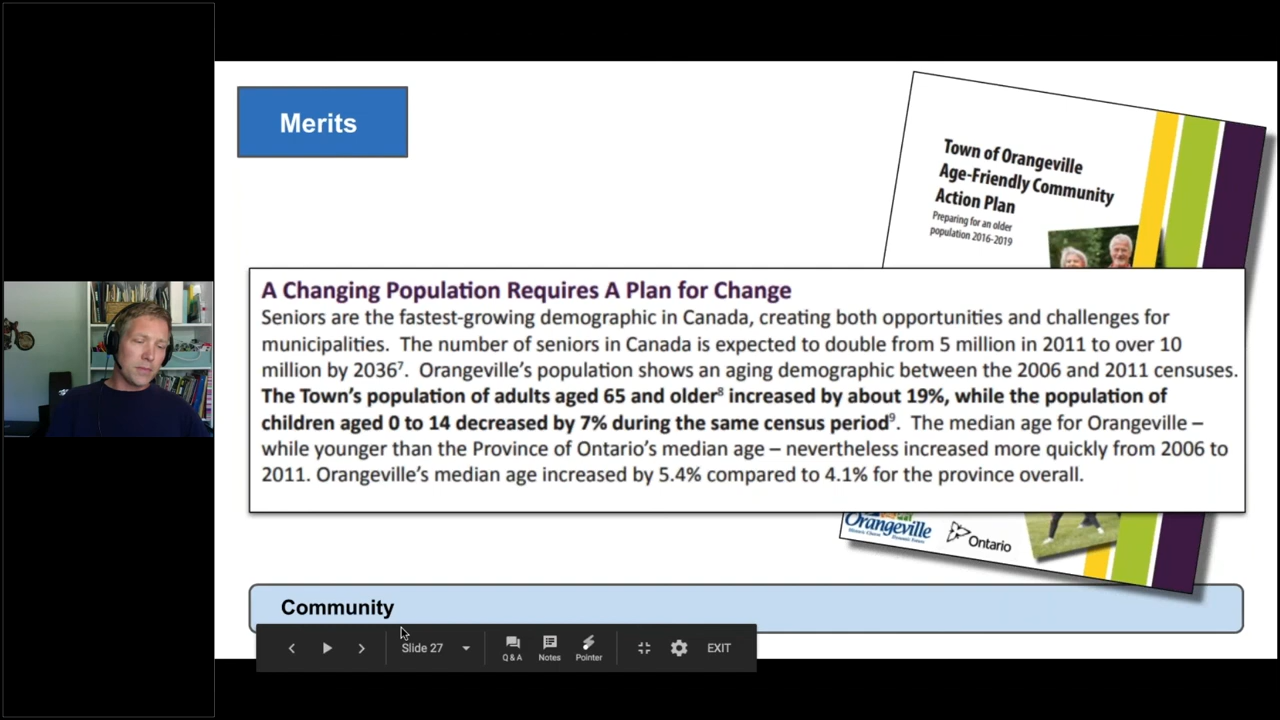 Merits
Town of Orangeville
Age-Friendly Community
Action Plan
Preparing for an older
population 2016-2019
A Changing Population Requires A Plan for Change
Seniors are the fastest-growing demographic in Canada, creating both opportunities and challenges for
municipalities.  The number of seniors in Canada is expected to double from 5 million in 2011 to over 10
million by 2036⁷.  Orangeville’s population shows an aging demographic between the 2006 and 2011 censuses.
The Town’s population of adults aged 65 and older⁸ increased by about 19%, while the population of
children aged 0 to 14 decreased by 7% during the same census period⁹.  The median age for Orangeville –
while younger than the Province of Ontario’s median age – nevertheless increased more quickly from 2006 to
2011. Orangeville’s median age increased by 5.4% compared to 4.1% for the province overall.
Orangeville
Ontario
Community
Slide 27
Q & A
Notes
Pointer
EXIT